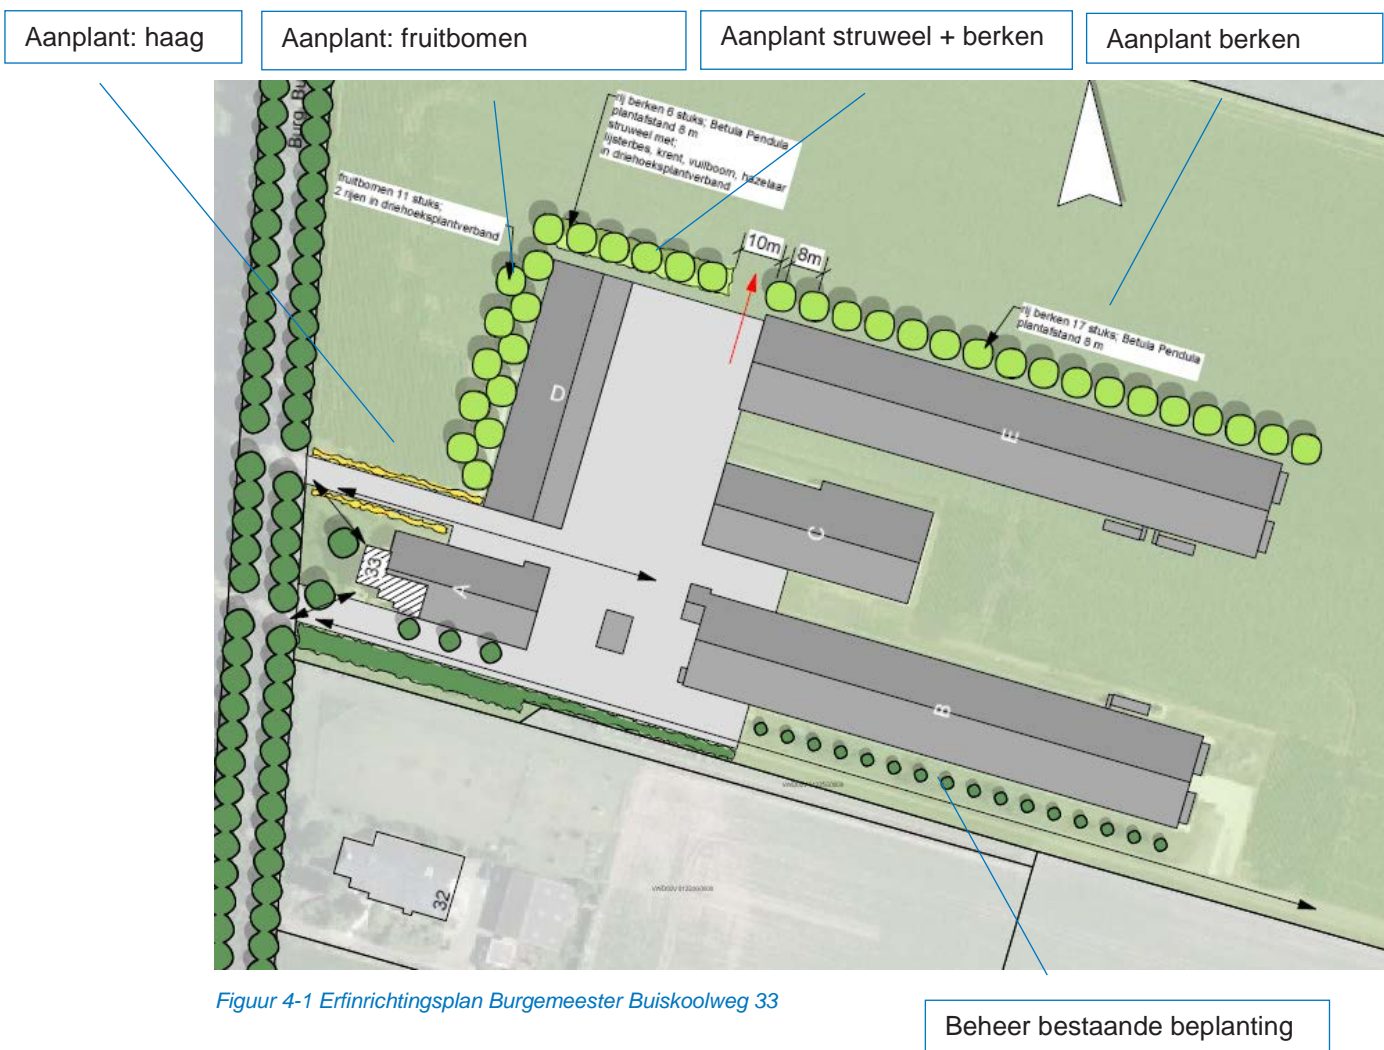 Aanplant: haag
Aanplant: fruitbomen
Aanplant struweel + berken
Aanplant berken
Burg. Bu
rij berken 6 stuks; Betula Pendula
plantafstand 8 m
struweel met;
lijsterbes, krent, vuilboom, hazelaar
in driehoeksplantverband
fruitbomen 11 stuks;
2 rijen in driehoeksplantverband
10m
8m
rij berken 17 stuks; Betula Pendula
plantafstand 8 m
D
E
C
33
A
B
32
Figuur 4-1 Erfinrichtingsplan Burgemeester Buiskoolweg 33
Beheer bestaande beplanting